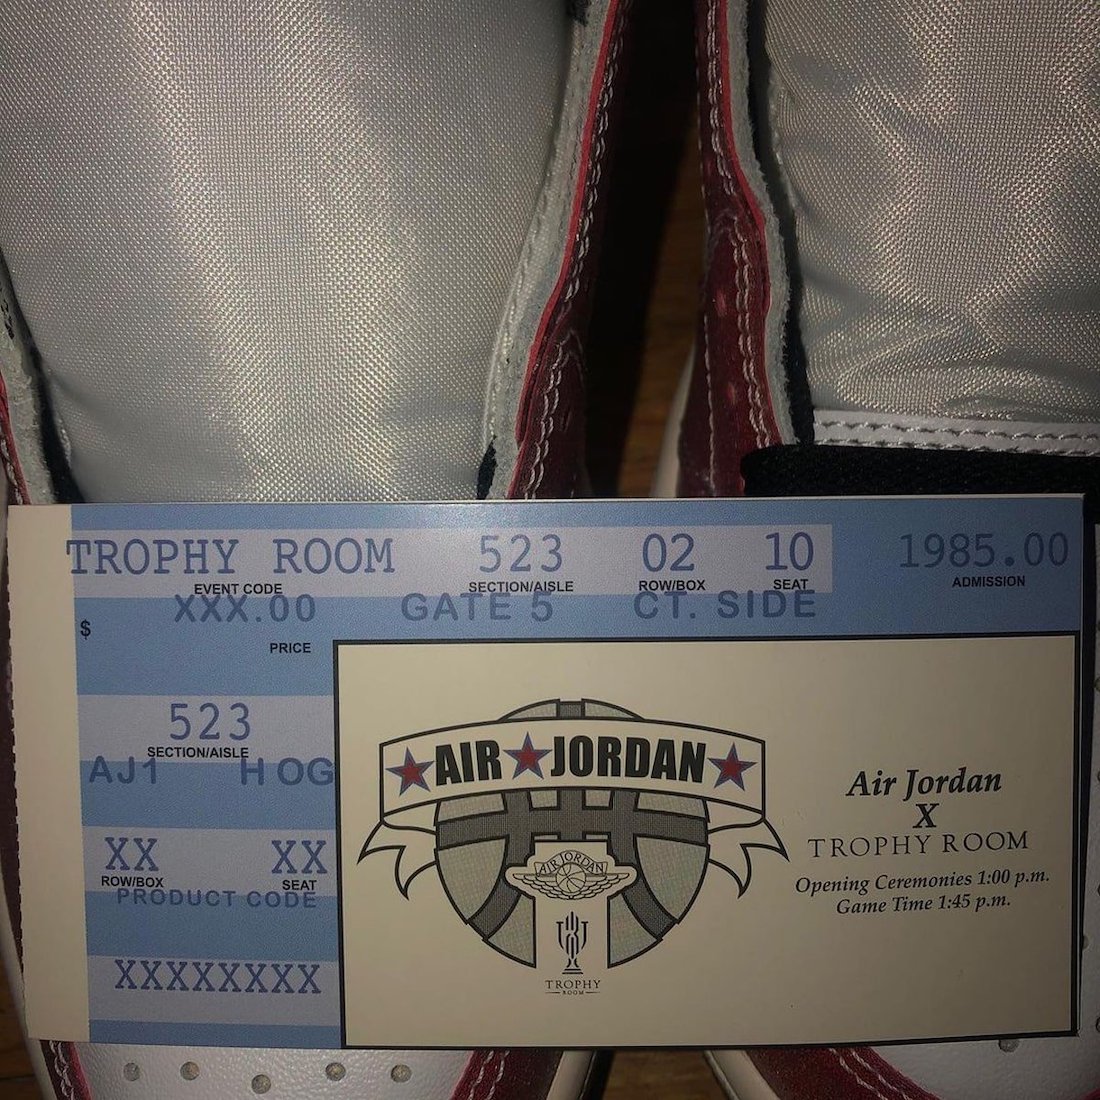 TROPHY ROOM 523 02 10 1985.00
EVENT CODE SECTION/AISLE ROW/BOX SEAT ADMISSION
XXX.00 GATE 5 CT. SIDE
$
PRICE
523
SECTION/AISLE
AJ1 H OG
XX XX
ROW/BOX SEAT
PRODUCT CODE
XXXXXXXX
AIR JORDAN
AIR JORDAN
TROPHY
ROOM
Air Jordan
X
TROPHY ROOM
Opening Ceremonies 1:00 p.m.
Game Time 1:45 p.m.